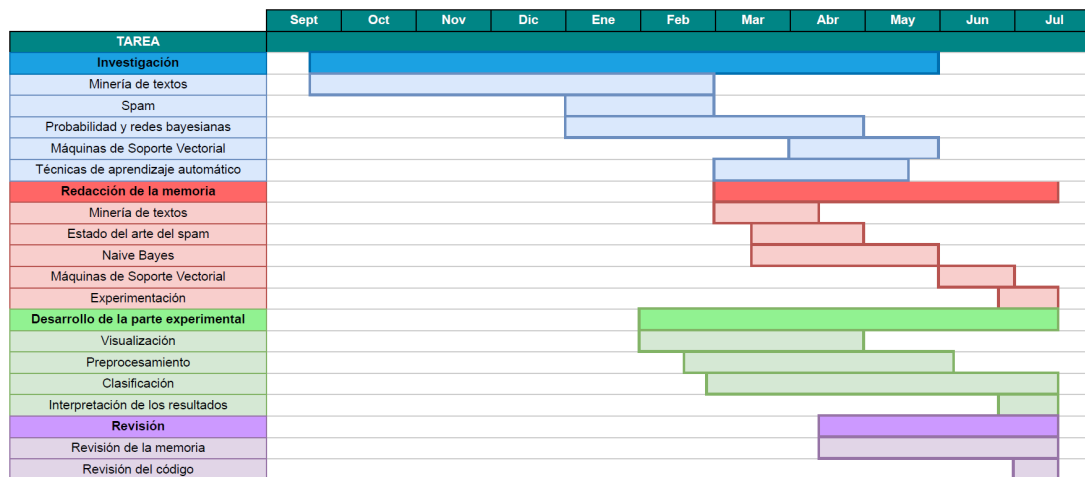 Sept Oct Nov Dic Ene Feb Mar Abr May Jun Jul
TAREA
Investigación
Minería de textos
Spam
Probabilidad y redes bayesianas
Máquinas de Soporte Vectorial
Técnicas de aprendizaje automático
Redacción de la memoria
Minería de textos
Estado del arte del spam
Naive Bayes
Máquinas de Soporte Vectorial
Experimentación
Desarrollo de la parte experimental
Visualización
Preprocesamiento
Clasificación
Interpretación de los resultados
Revisión
Revisión de la memoria
Revisión del código